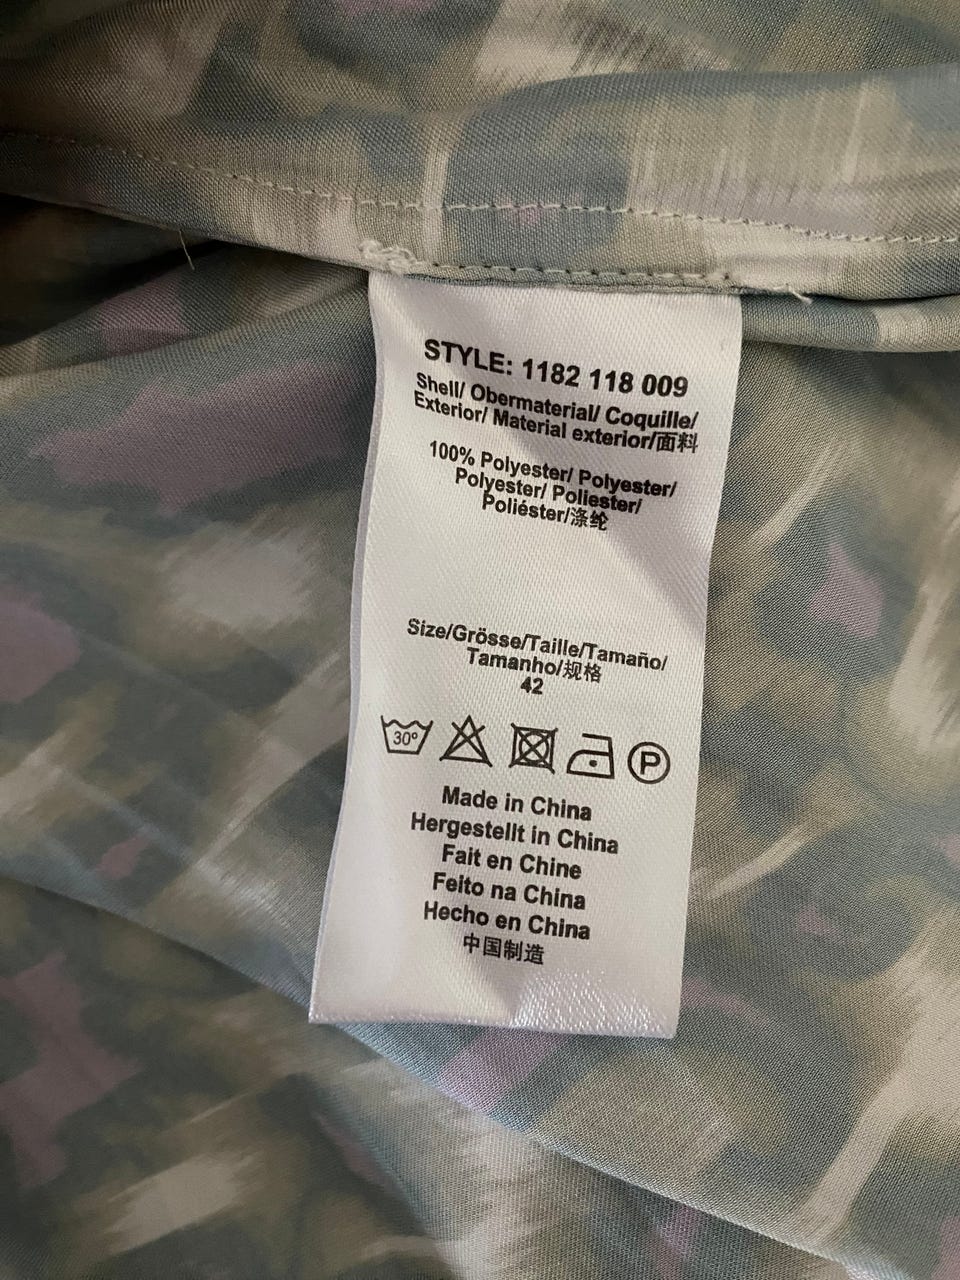 STYLE: 1182 118 009
Shell/ Obermaterial/ Coquille/
Exterior/ Material exterior/面料
100% Polyester/ Polyester/
Polyester/ Poliester/
Poliéster/涤纶
Size/Grösse/Taille/Tamaño/
Tamanho/规格
42
30°
P
Made in China
Hergestellt in China
Fait en Chine
Feito na China
Hecho en China
中国制造